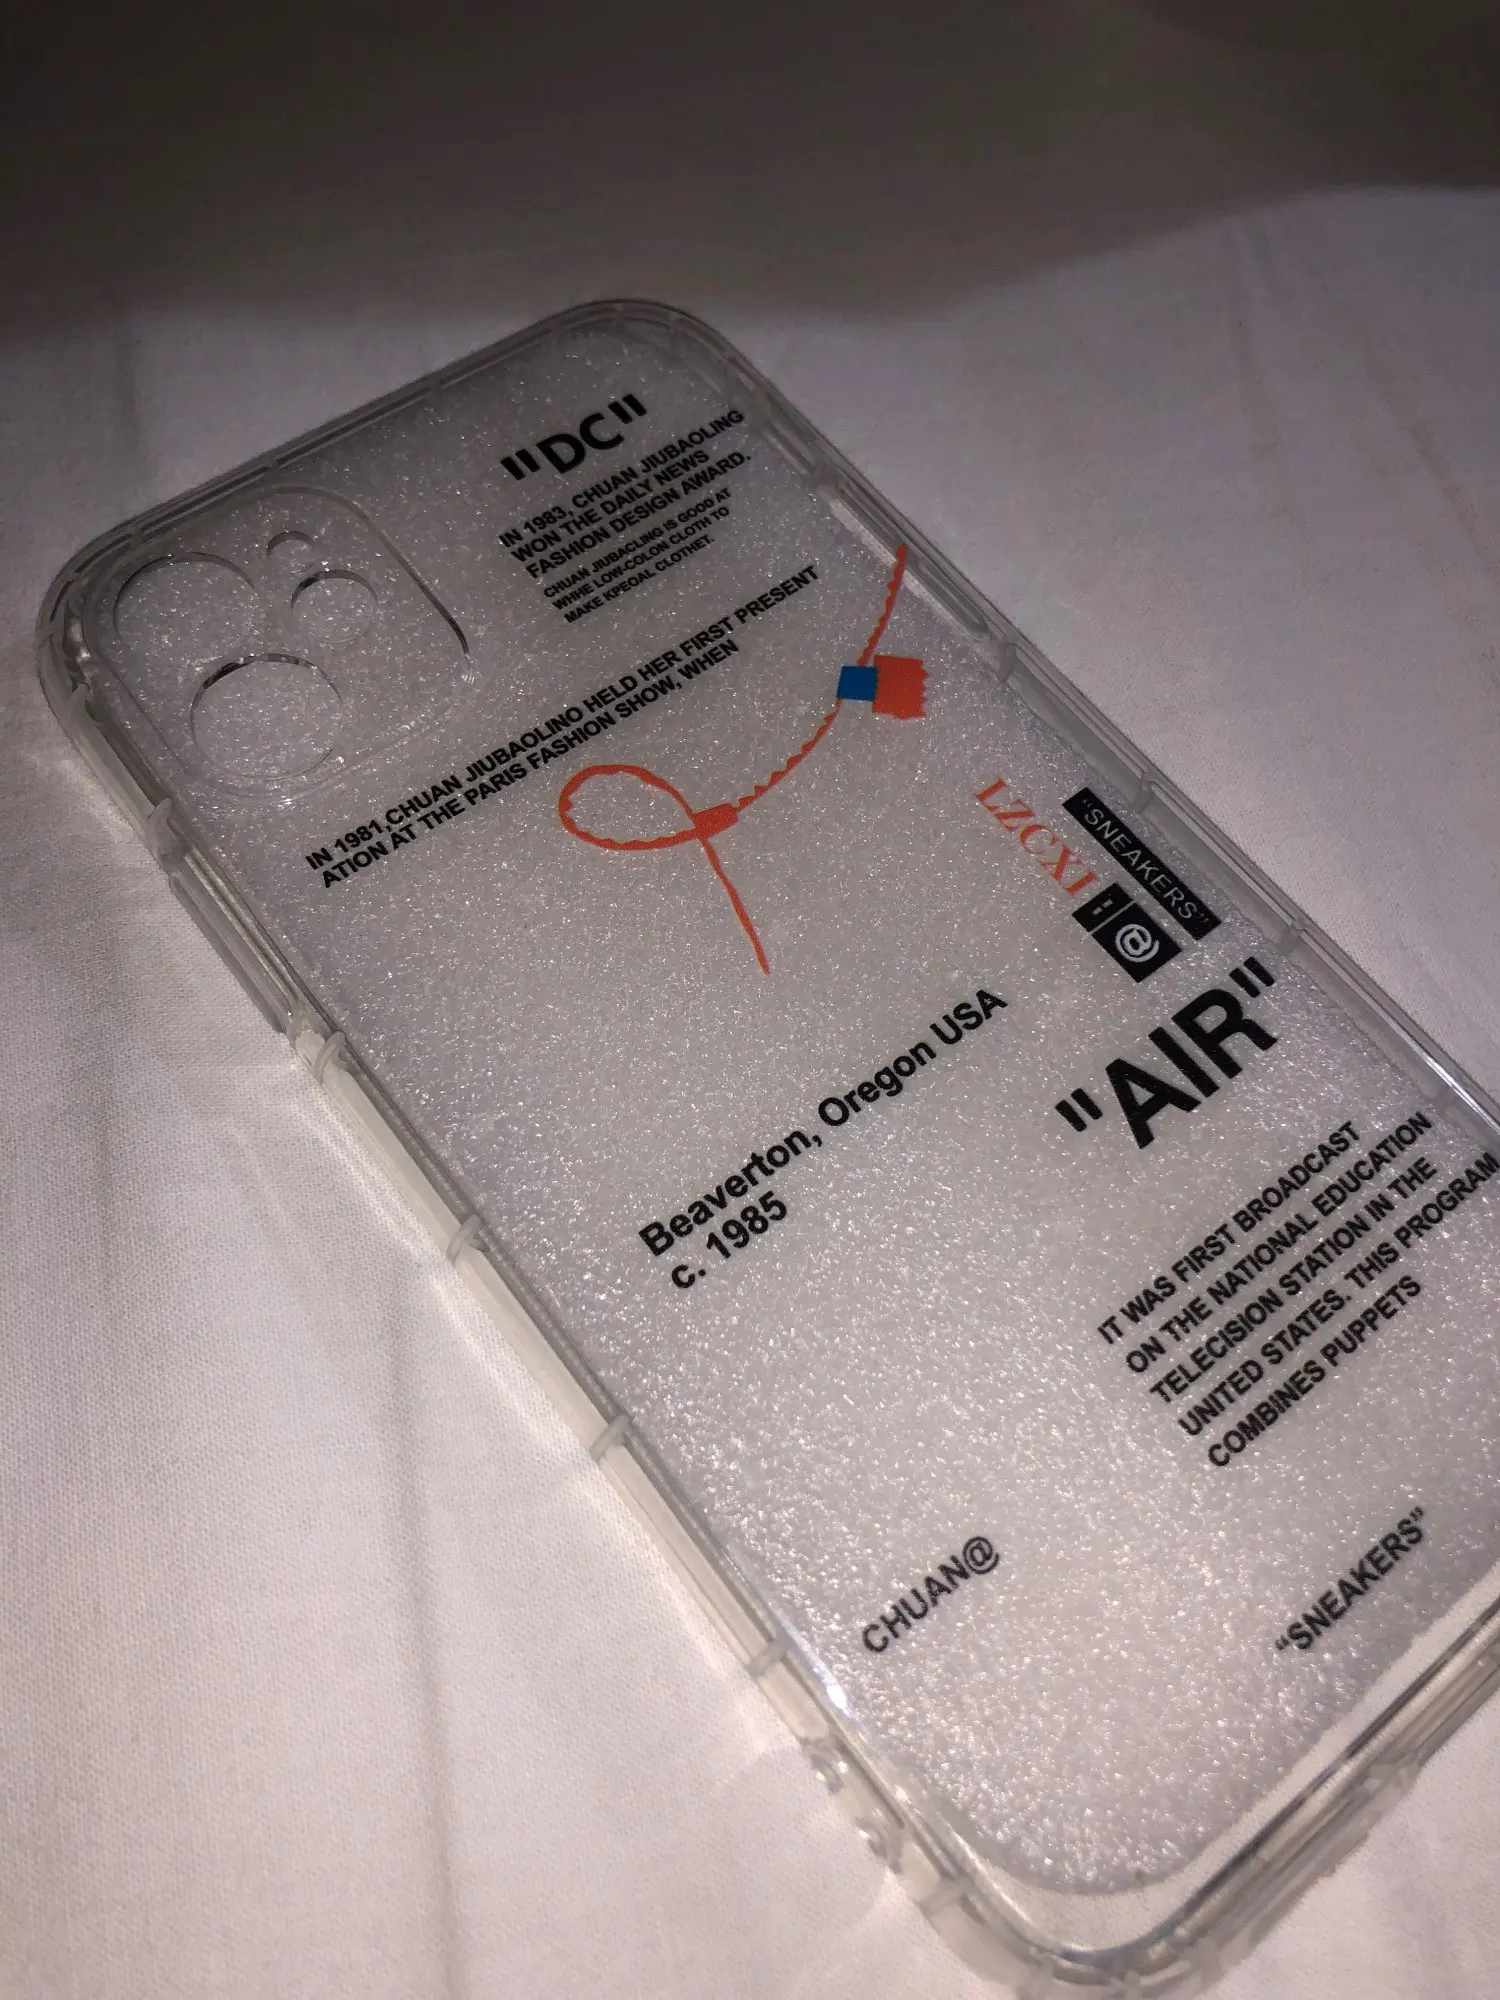 "DC"
IN 1983, CHUAN JIUBAOLING
WON THE DAILY NEWS
FASHION DESIGN AWARD.
CHUAN JIUBACLING IS GOOD AT
WHHE LOW-COLON CLOTH TO
MAKE KPEOAL CLOTHET.
IN 1981,CHUAN JIUBAOLINO HELD HER FIRST PRESENT
ATION AT THE PARIS FASHION SHOW, WHEN
"SNEAKERS"
LZCXI
@
Beaverton, Oregon USA
c. 1985
"AIR"
IT WAS FIRST BROADCAST
ON THE NATIONAL EDUCATION
TELECISION STATION IN THE
UNITED STATES. THIS PROGRAM
COMBINES PUPPETS
CHUAN@
“SNEAKERS”